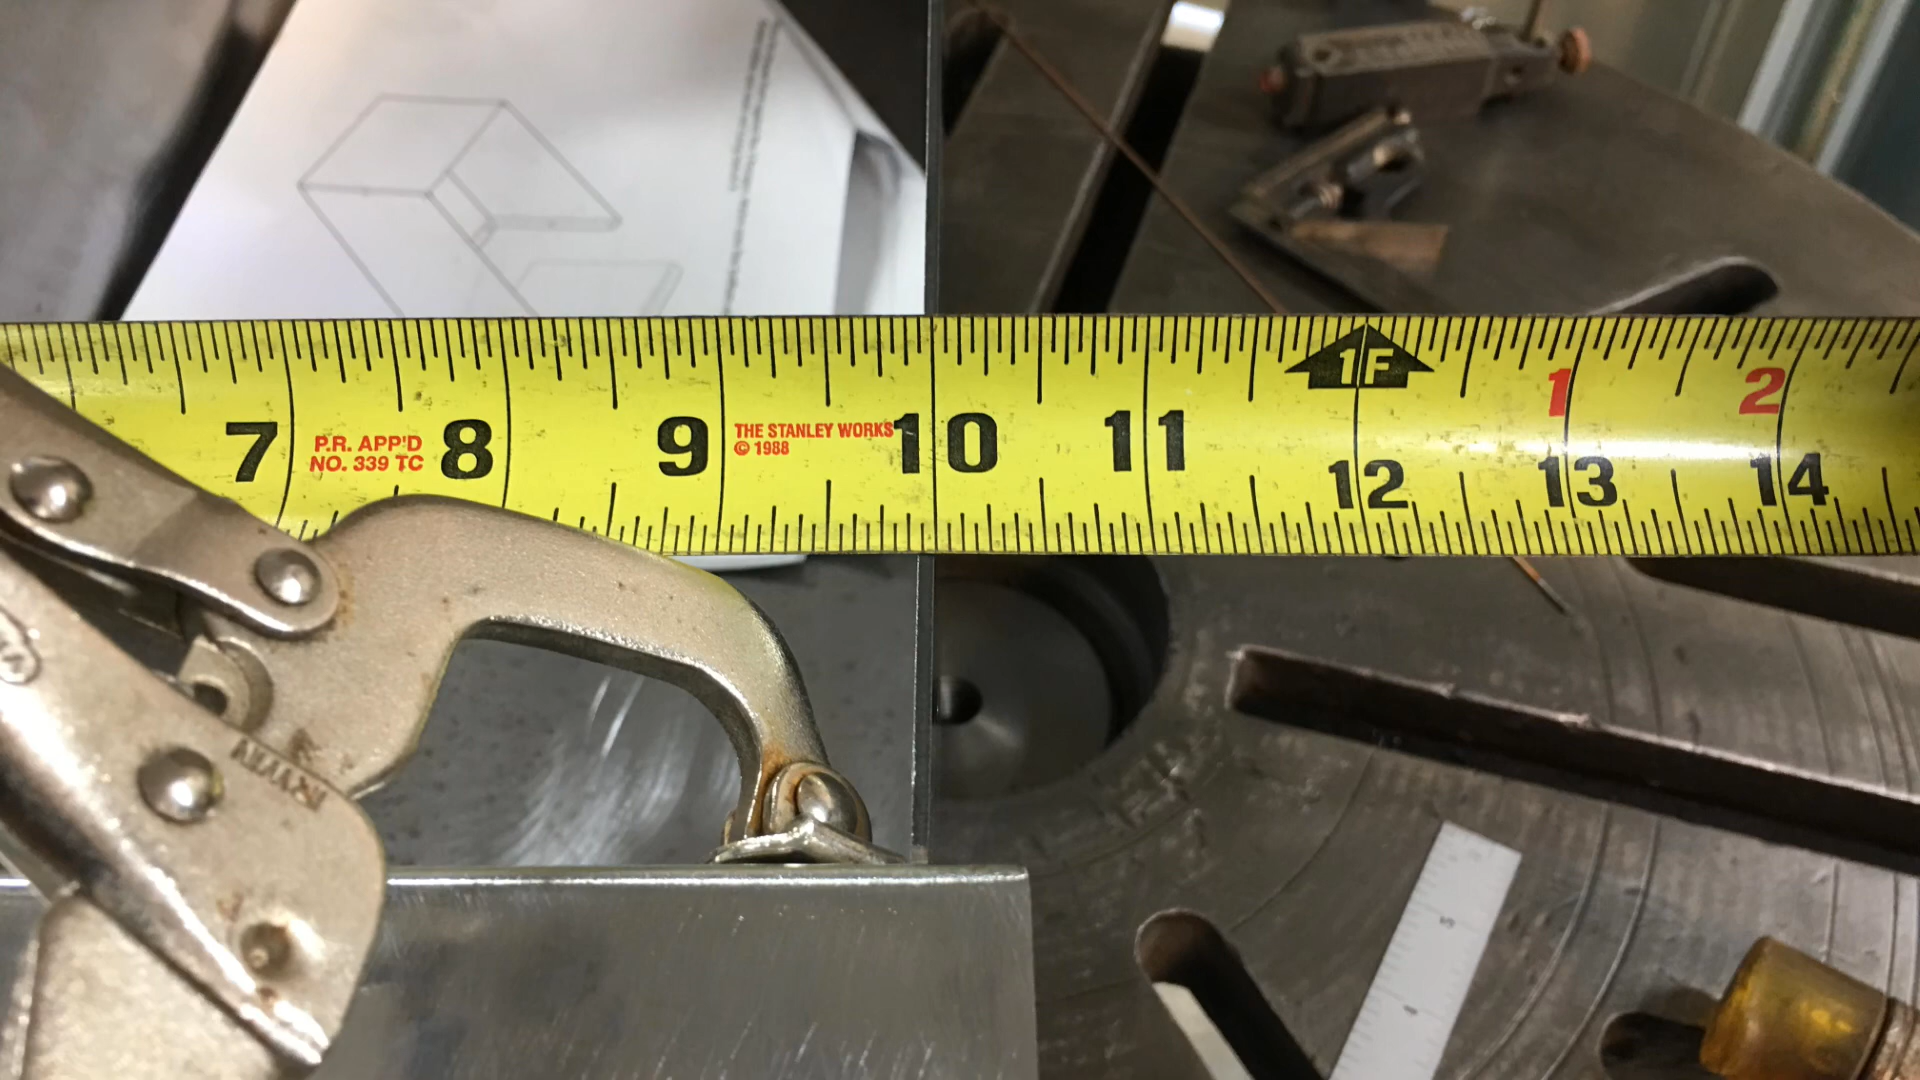 1F
1
2
7
P.R. APP'D
NO. 339 TC
8
9
THE STANLEY WORKS
© 1988
10
11
12
13
14
IRWIN